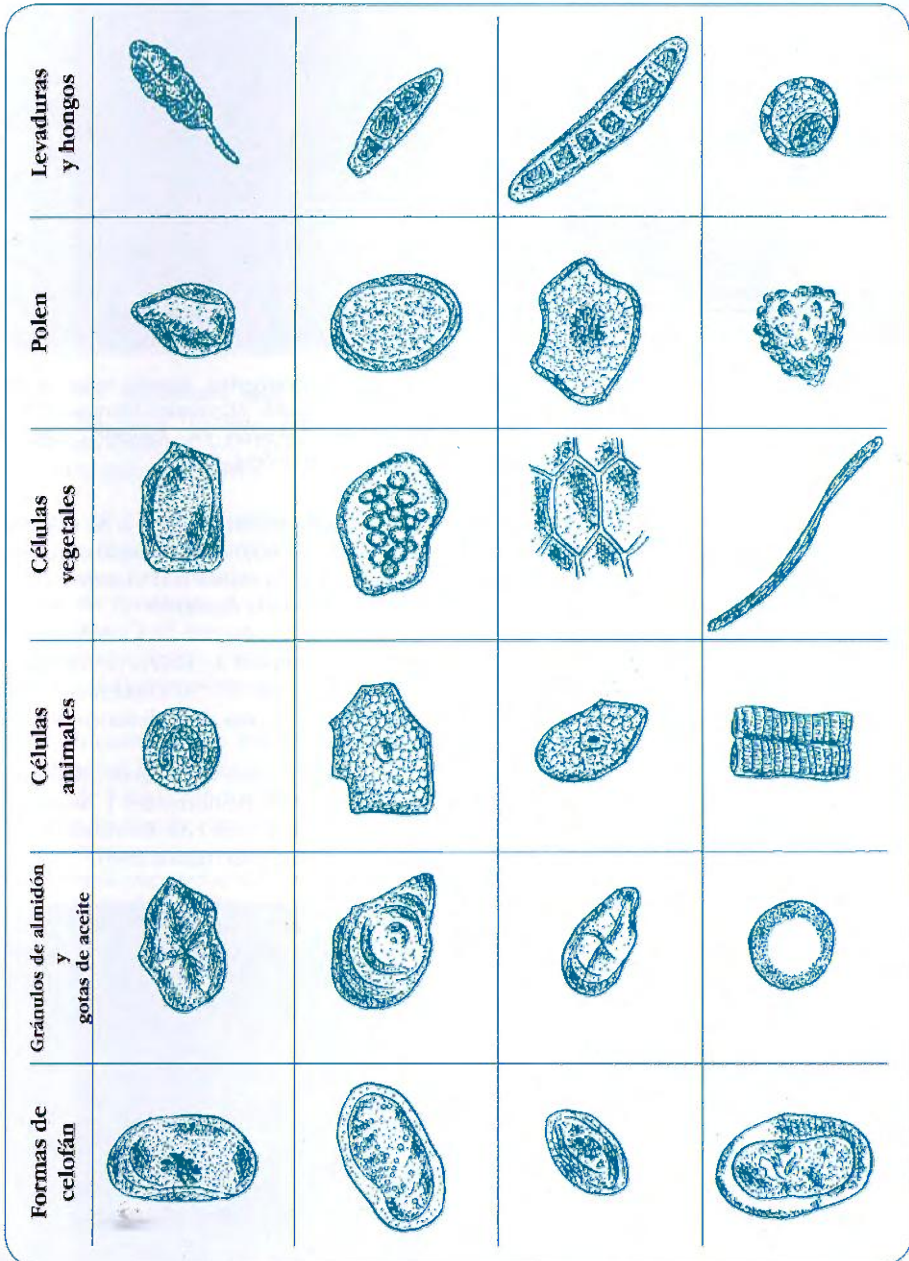 Levaduras
y hongos
Polen
Células
vegetales
Células
animales
Gránulos de almidón
y
gotas de aceite
Formas de
celofán